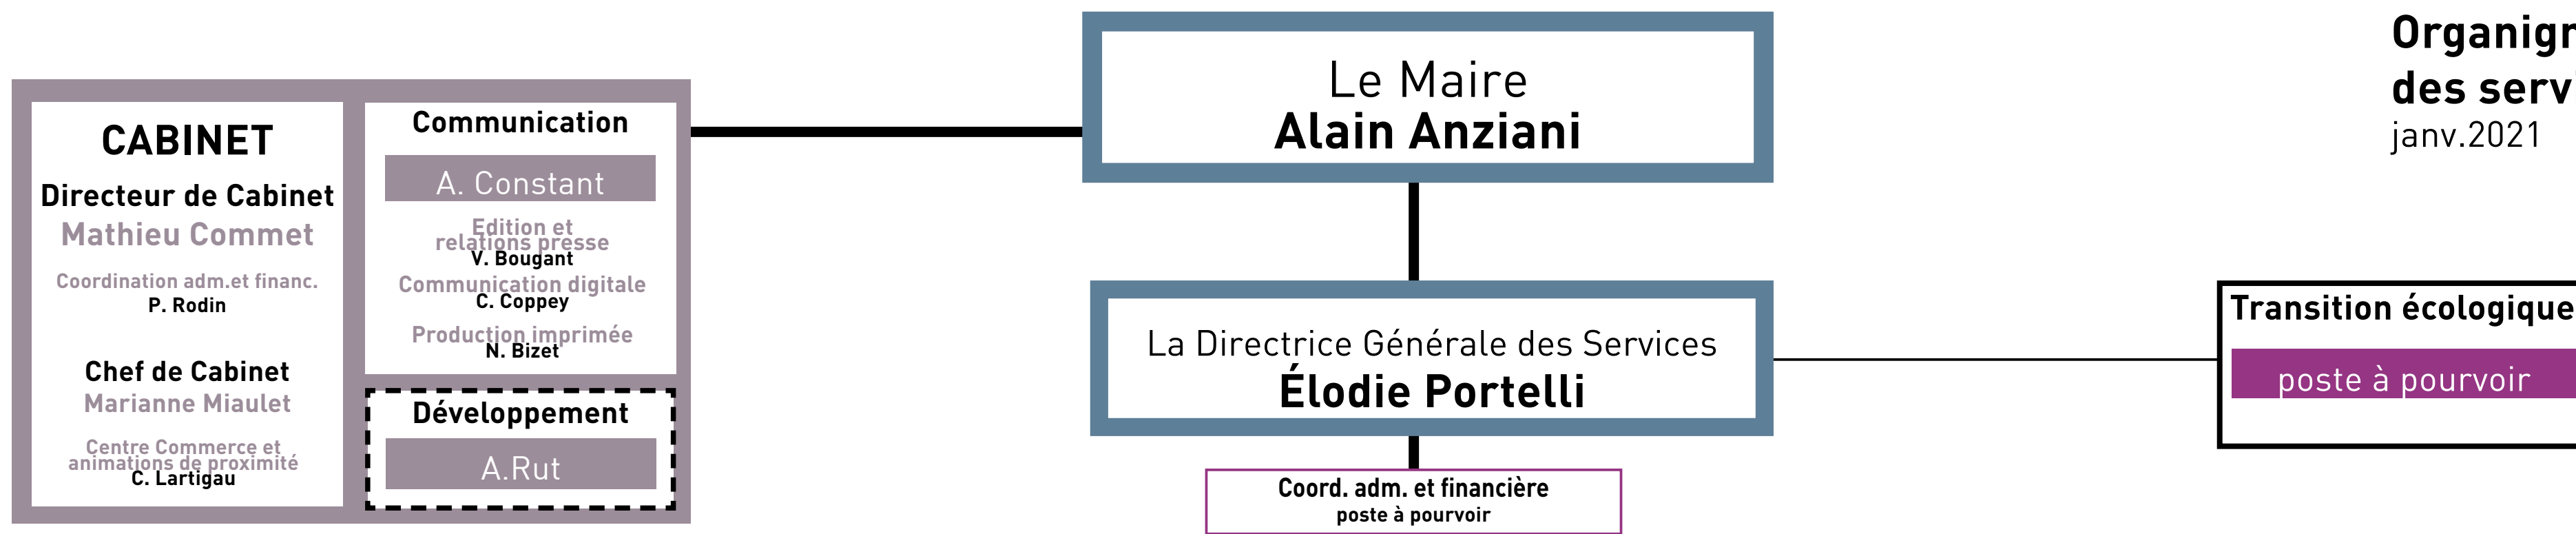 CABINET
Directeur de Cabinet
Mathieu Commet
Coordination adm.et financ.
P. Rodin
Chef de Cabinet
Marianne Miaulet
Centre Commerce et
animations de proximité
C. Lartigau
Communication
A. Constant
Edition et
relations presse
V. Bougant
Communication digitale
C. Coppey
Production imprimée
N. Bizet
Développement
A.Rut
Le Maire
Alain Anziani
La Directrice Générale des Services
Élodie Portelli
Coord. adm. et financière
poste à pourvoir
Organigr
des servi
janv.2021
Transition écologique
poste à pourvoir